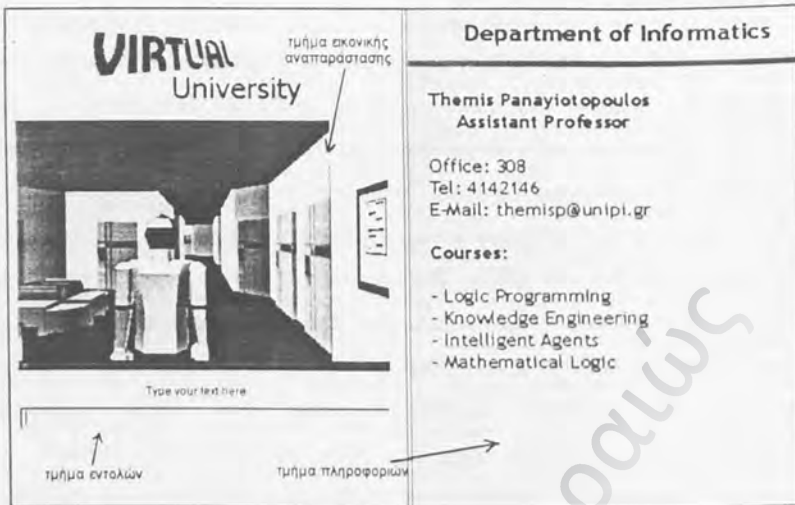 VIRTUAL
University
τμήμα εικονικής
αναπαράστασης
Type your text here
τμήμα εντολών
τμήμα πληροφοριών
Department of Informatics
Themis Panayiotopoulos
Assistant Professor
Office: 308
Tel: 4142146
E-Mail: themisp@unipi.gr
Courses:
- Logic Programming
- Knowledge Engineering
- Intelligent Agents
- Mathematical Logic